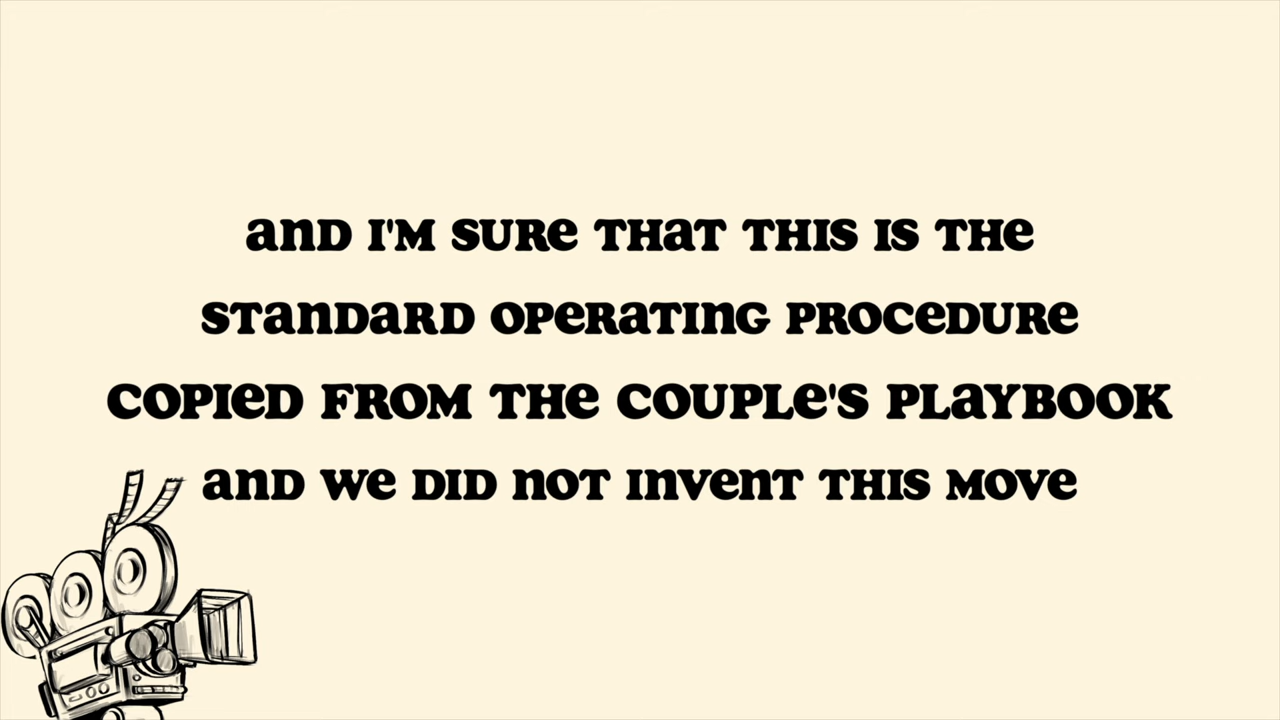 and I'm sure that this is the
standard operating procedure
copied from the couple's playbook
and we did not invent this move